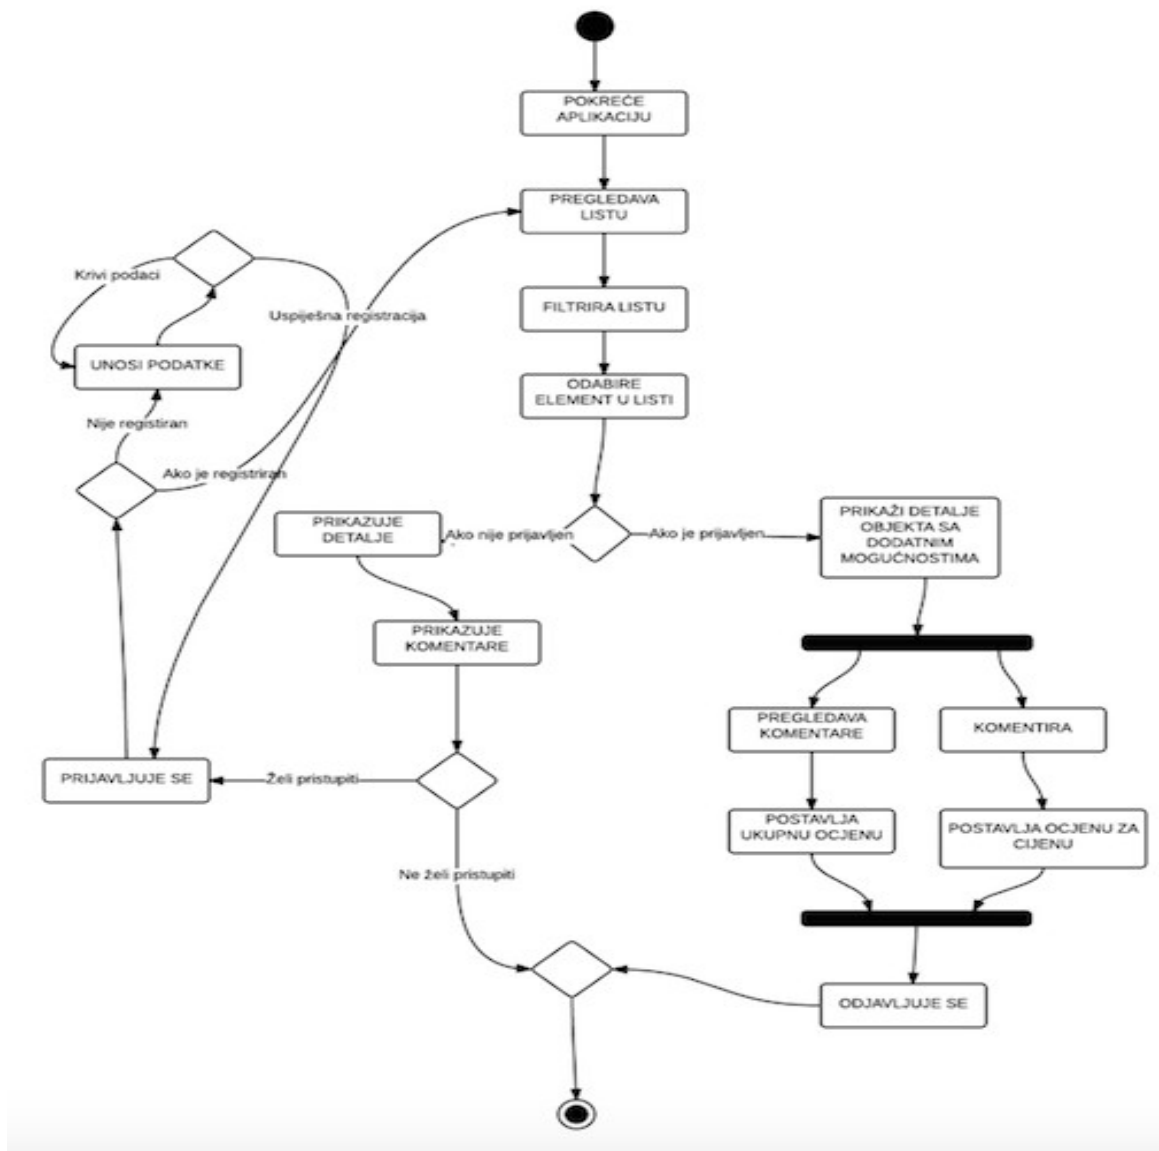 POKREĆE
APLIKACIJU
PREGLEDAVA
LISTU
Krivi podaci
Uspiješna registracija
FILTRIRA LISTU
UNOSI PODATKE
ODABIRE
ELEMENT U LISTI
Nije registiran
Ako je registriran
PRIKAZUJE
DETALJE
Ako nije prijavljen
Ako je prijavljen
PRIKAŽI DETALJE
OBJEKTA SA
DODATNIM
MOGUĆNOSTIMA
PRIKAZUJE
KOMENTARE
PREGLEDAVA
KOMENTARE
KOMENTIRA
PRIJAVLJUJE SE
Želi pristupiti
POSTAVLJA
UKUPNU OCJENU
POSTAVLJA OCJENU ZA
CIJENU
Ne želi pristupiti
ODJAVLJUJE SE